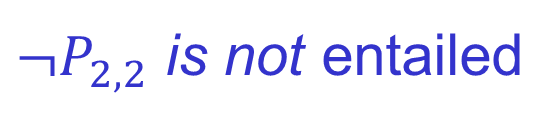 ¬P₂,₂ is not entailed